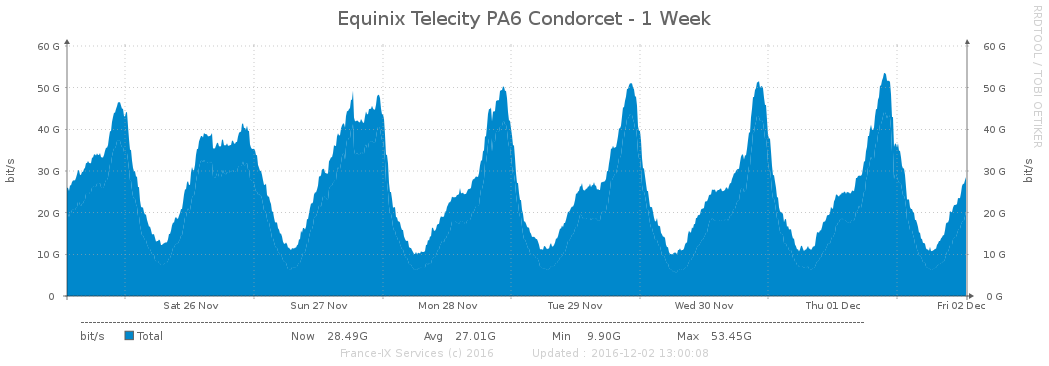 Equinix Telecity PA6 Condorcet - 1 Week
RRDTOOL / TOBI OETIKER
60 G 60 G
50 G 50 G
40 G 40 G
30 G 30 G
20 G 20 G
10 G 10 G
0 0 G
bit/s
bit/s
Sat 26 Nov Sun 27 Nov Mon 28 Nov Tue 29 Nov Wed 30 Nov Thu 01 Dec Fri 02 Dec
bit/s Total Now 28.49G Avg 27.01G Min 9.90G Max 53.45G
France-IX Services (c) 2016 Updated : 2016-12-02 13:00:08